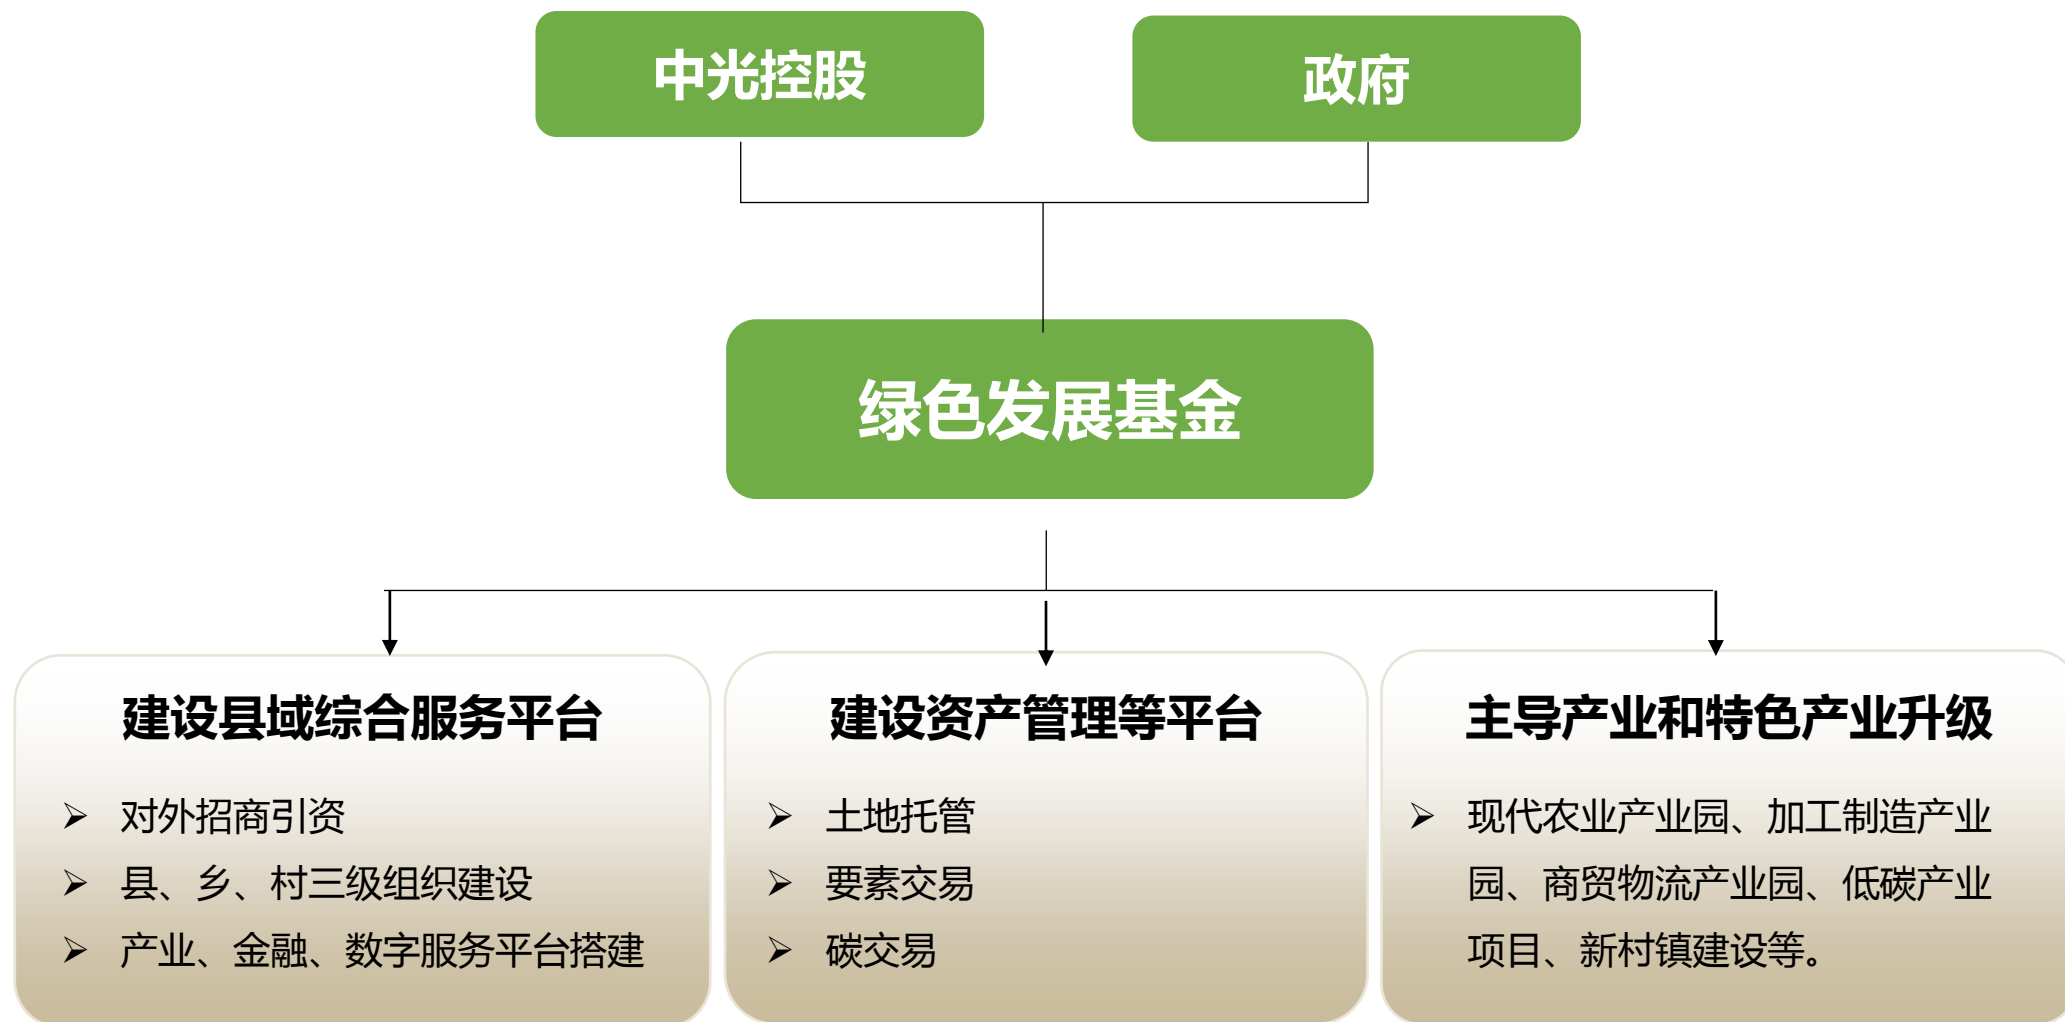 中光控股
政府
绿色发展基金
建设县域综合服务平台
➢ 对外招商引资
➢ 县、乡、村三级组织建设
➢ 产业、金融、数字服务平台搭建
建设资产管理等平台
➢ 土地托管
➢ 要素交易
➢ 碳交易
主导产业和特色产业升级
➢ 现代农业产业园、加工制造产业
园、商贸物流产业园、低碳产业
项目、新村镇建设等。